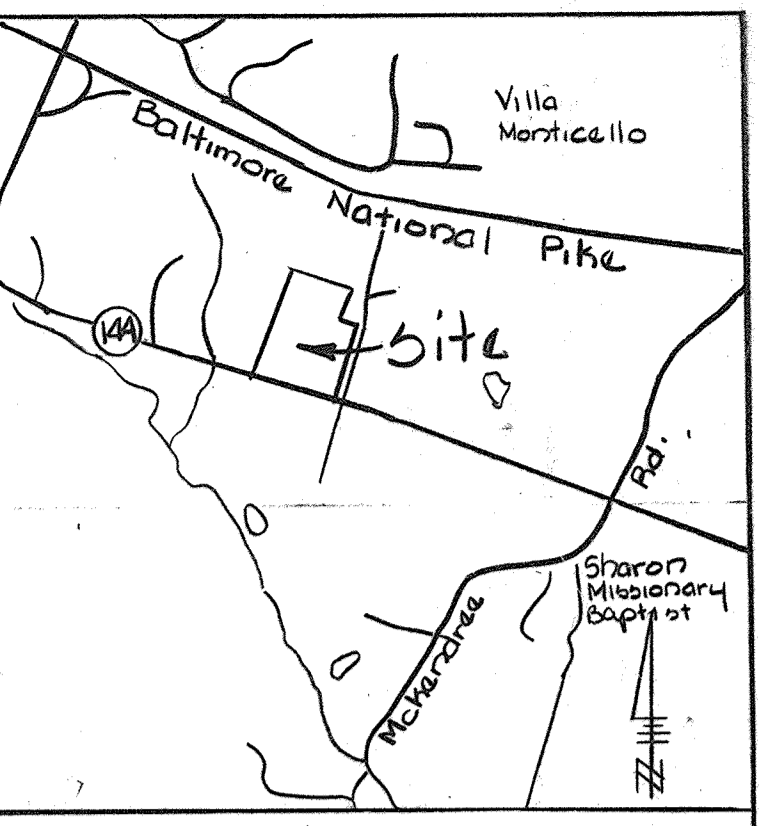 Villa
Monticello
Baltimore National Pike
144
Site
Rd.
Sharon
Missionary
Baptist
McKendree
N